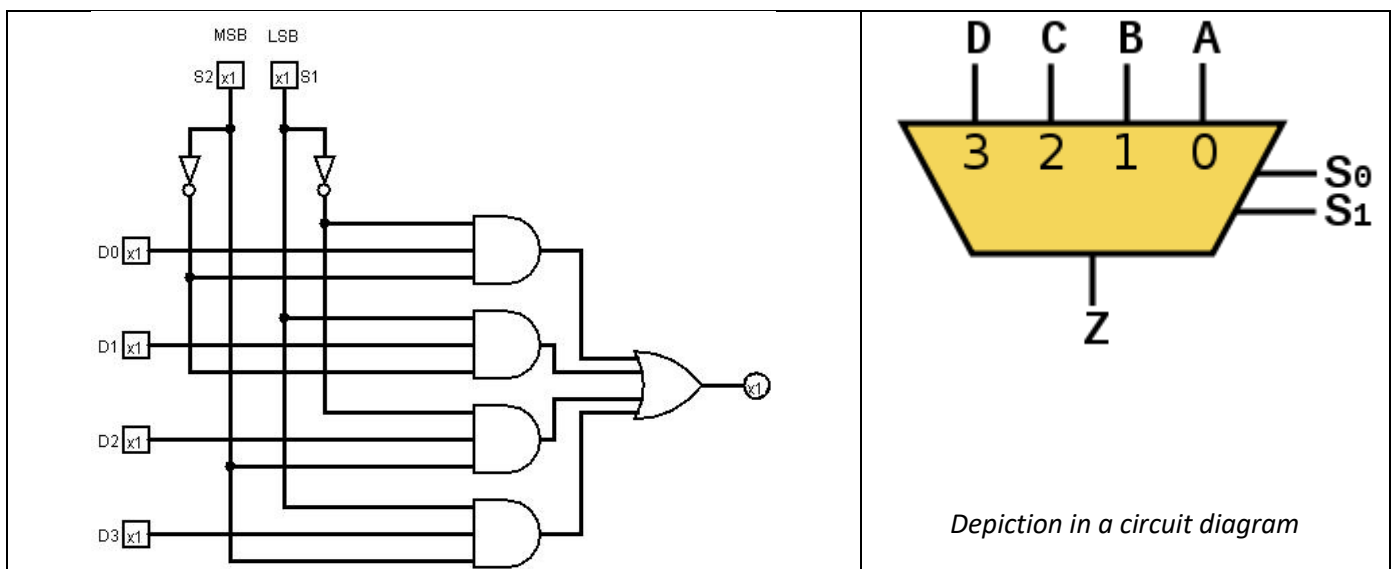 MSB LSB
S2 x1 x1 S1
D0 x1
D1 x1
x1
D2 x1
D3 x1
D C B A
3 2 1 0
S0
S1
Z
Depiction in a circuit diagram